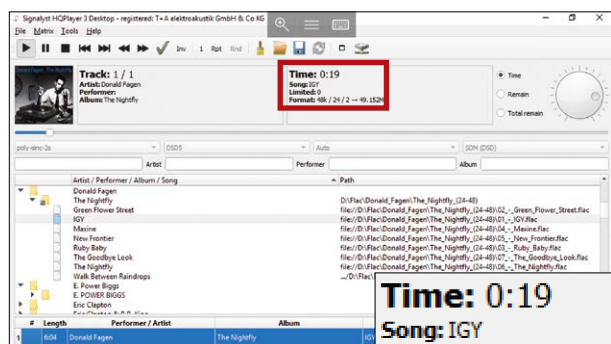 Signalyst HQPlayer 3 Desktop - registered: T+A elektroakustik GmbH & Co KG
File Matrix Tools Help
Inv 1 Rpt Rnd
Track: 1 / 1
Artist: Donald Fagen
Performer:
Album: The Nightfly
Time: 0:19
Song: IGY
Limited: 0
Format: 48k / 24 / 2 → 49.152M
Time
Remain
Total remain
poly-sinc-2s DSD5 Auto SDM (DSD)
Artist Performer Album
Artist / Performer / Album / Song Path
Donald Fagen
The Nightfly D:\Flac\Donald_Fagen\The_Nightfly_(24-48)
Green Flower Street file://D:\Flac\Donald_Fagen\The_Nightfly_(24-48)\02_-_Green_Flower_Street.flac
IGY file://D:\Flac\Donald_Fagen\The_Nightfly_(24-48)\01_-_IGY.flac
Maxine file://D:\Flac\Donald_Fagen\The_Nightfly_(24-48)\04_-_Maxine.flac
New Frontier file://D:\Flac\Donald_Fagen\The_Nightfly_(24-48)\05_-_New_Frontier.flac
Ruby Baby file://D:\Flac\Donald_Fagen\The_Nightfly_(24-48)\03_-_Ruby_Baby.flac
The Goodbye Look file://D:\Flac\Donald_Fagen\The_Nightfly_(24-48)\07_-_The_Goodbye_Look.flac
The Nightfly file://D:\Flac\Donald_Fagen\The_Nightfly_(24-48)\06_-_The_Nightfly.flac
Walk Between Raindrops .../D:\Flac\
E. Power Biggs
E. POWER BIGGS
Eric Clapton
# Length Performer / Artist Album
1 6:04 Donald Fagen The Nightfly IGY
Time: 0:19
Song: IGY